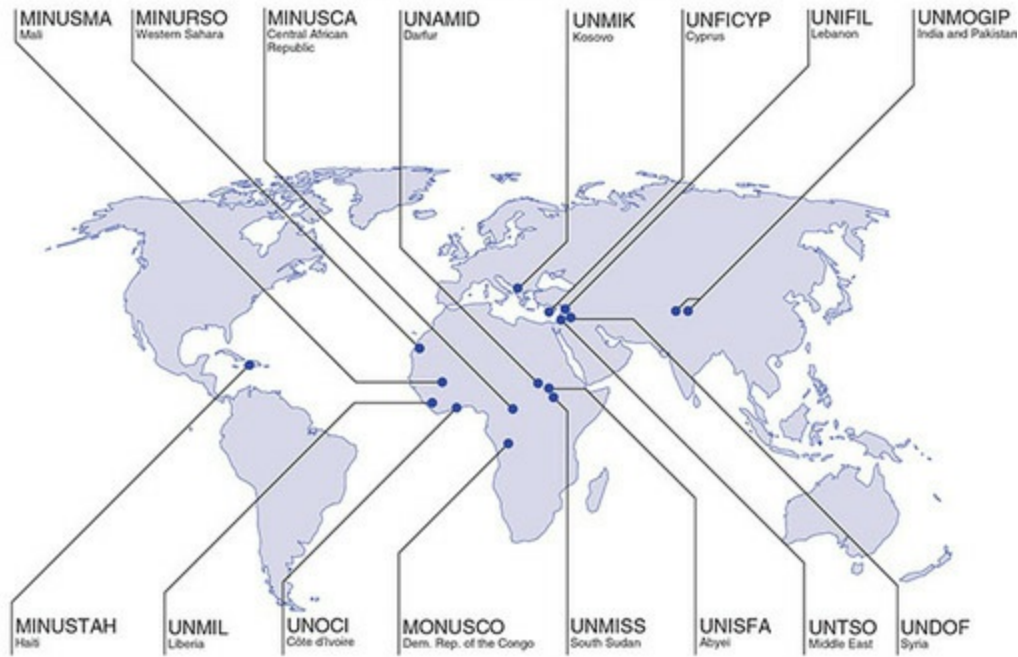 MINUSMA
Mali
MINURSO
Western Sahara
MINUSCA
Central African
Republic
UNAMID
Darfur
UNMIK
Kosovo
UNFICYP
Cyprus
UNIFIL
Lebanon
UNMOGIP
India and Pakistan
MINUSTAH
Haiti
UNMIL
Liberia
UNOCI
Côte d'Ivoire
MONUSCO
Dem. Rep. of the Congo
UNMISS
South Sudan
UNISFA
Abyei
UNTSO
Middle East
UNDOF
Syria